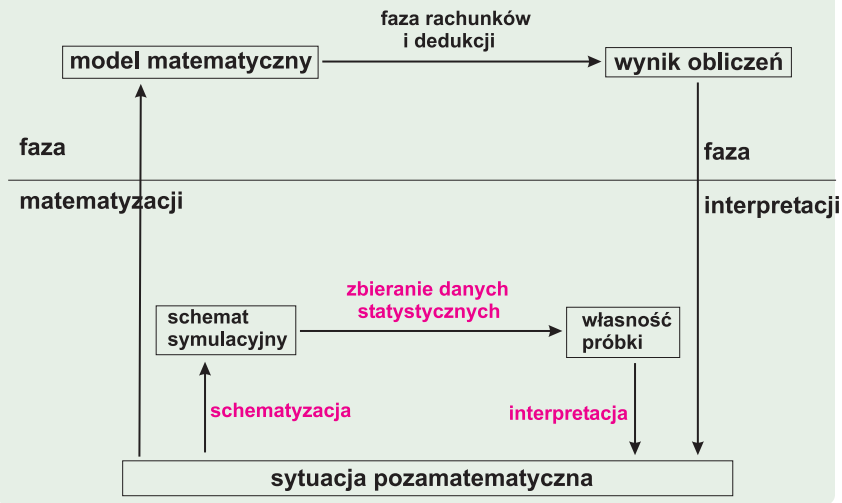 faza rachunków
i dedukcji
model matematyczny
wynik obliczeń
faza
matematyzacji
faza
interpretacji
zbieranie danych
statystycznych
schemat
symulacyjny
własność
próbki
schematyzacja
interpretacja
sytuacja pozamatematyczna